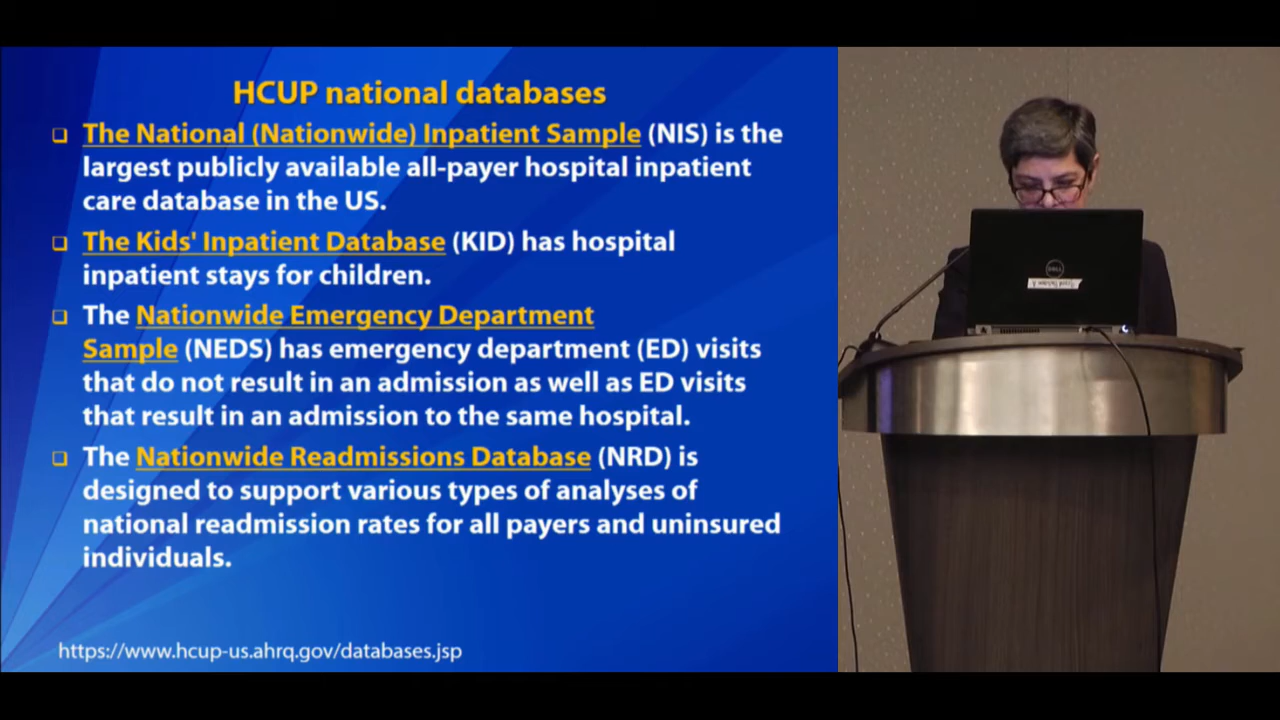 HCUP national databases
❑ The National (Nationwide) Inpatient Sample (NIS) is the
largest publicly available all-payer hospital inpatient
care database in the US.
❑ The Kids' Inpatient Database (KID) has hospital
inpatient stays for children.
❑ The Nationwide Emergency Department
Sample (NEDS) has emergency department (ED) visits
that do not result in an admission as well as ED visits
that result in an admission to the same hospital.
❑ The Nationwide Readmissions Database (NRD) is
designed to support various types of analyses of
national readmission rates for all payers and uninsured
individuals.
https://www.hcup-us.ahrq.gov/databases.jsp
DELL